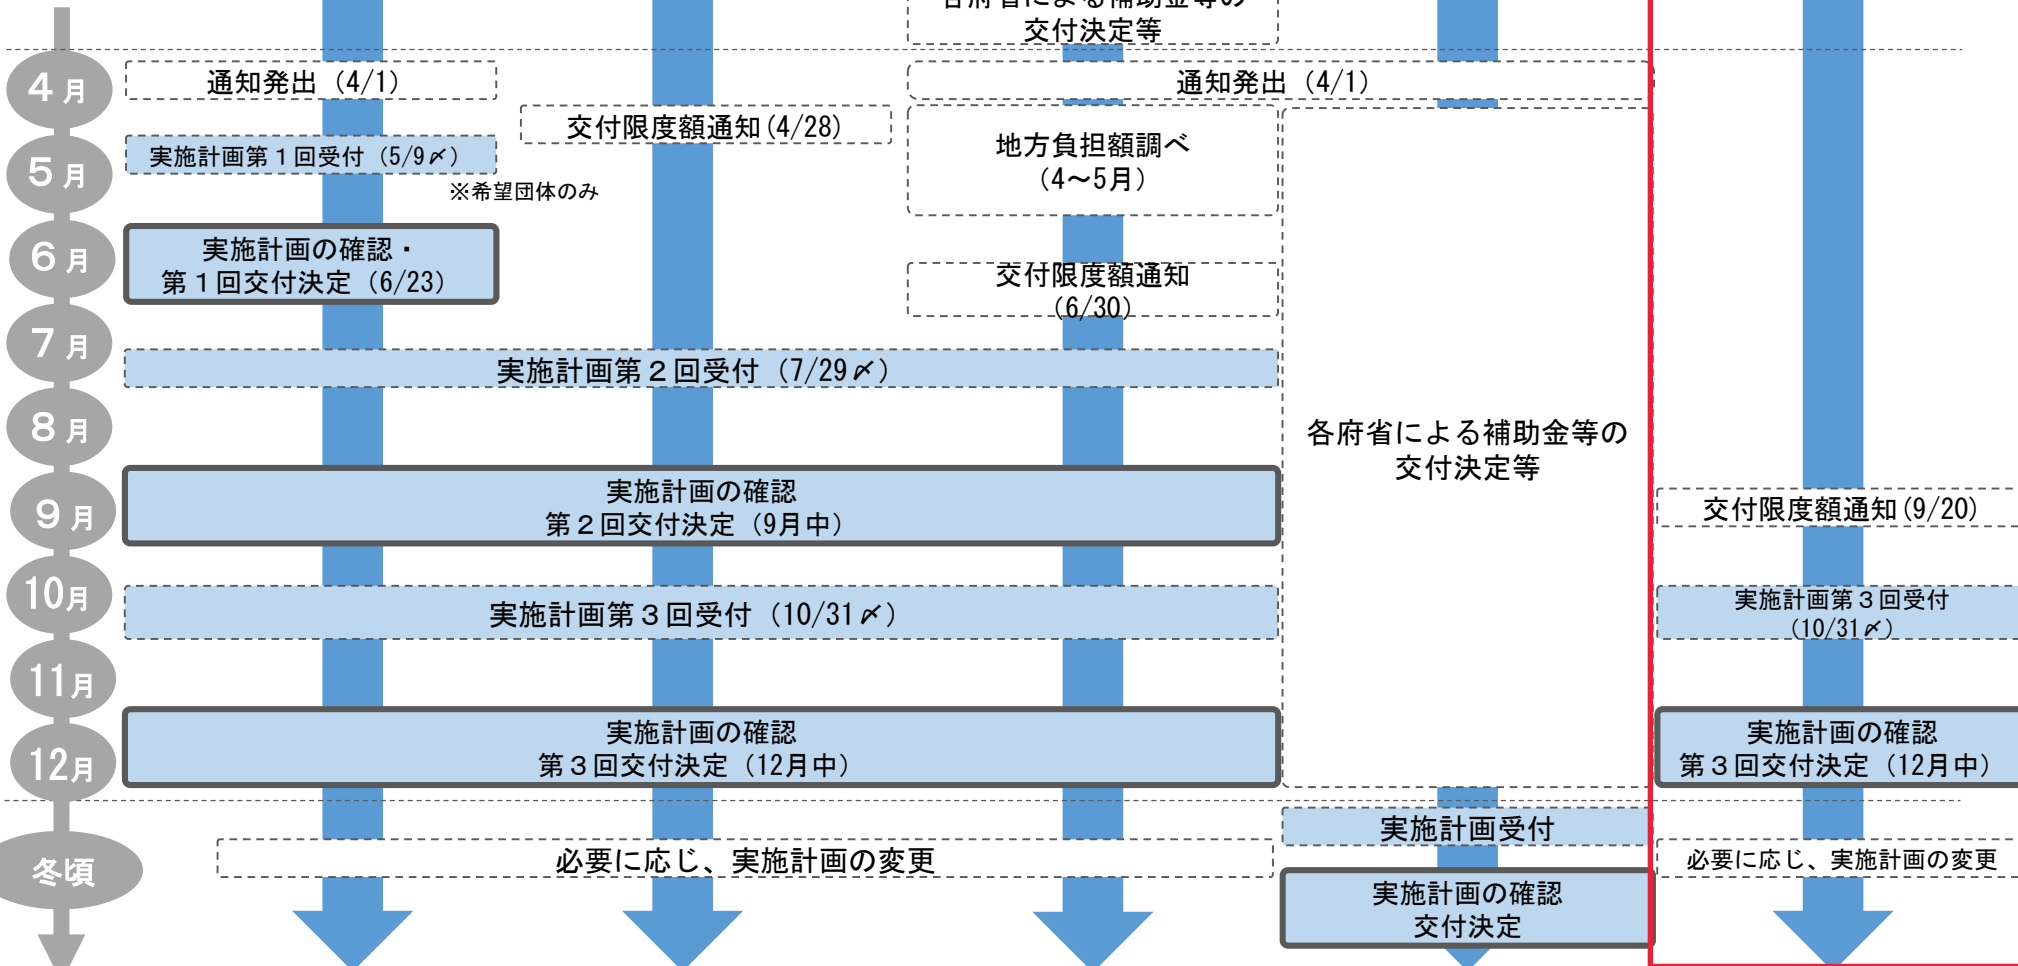 各府省による補助金等の
交付決定等
4月
通知発出（4/1）
通知発出（4/1）
交付限度額通知(4/28)
地方負担額調べ
（4～5月）
5月
実施計画第１回受付（5/9〆）
※希望団体のみ
6月
実施計画の確認・
第１回交付決定（6/23）
交付限度額通知
（6/30）
7月
実施計画第２回受付（7/29〆）
8月
各府省による補助金等の
交付決定等
9月
実施計画の確認
第２回交付決定（9月中）
交付限度額通知(9/20)
10月
実施計画第３回受付（10/31〆）
実施計画第３回受付
（10/31〆）
11月
12月
実施計画の確認
第３回交付決定（12月中）
実施計画の確認
第３回交付決定（12月中）
冬頃
実施計画受付
必要に応じ、実施計画の変更
必要に応じ、実施計画の変更
実施計画の確認
交付決定